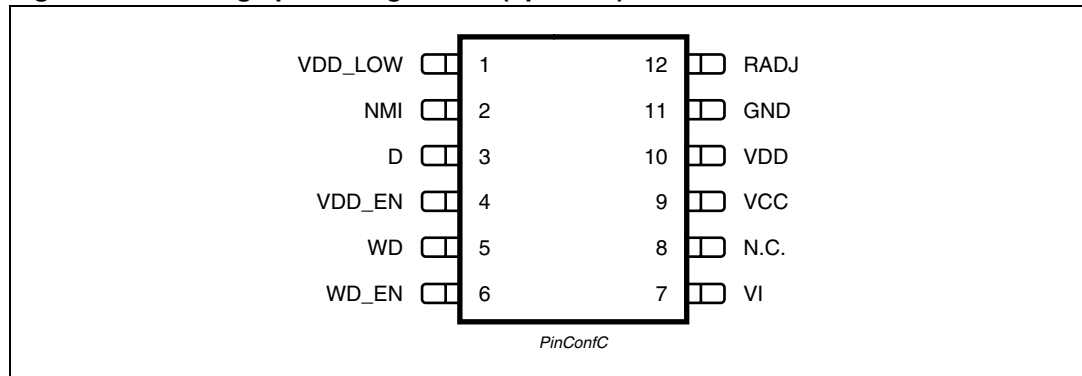 VDD_LOW 1 12 RADJ
NMI 2 11 GND
D 3 10 VDD
VDD_EN 4 9 VCC
WD 5 8 N.C.
WD_EN 6 7 VI
PinConfC